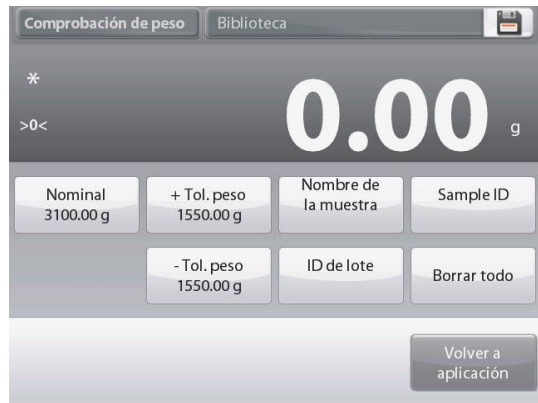 Comprobación de peso
Biblioteca
*
>0<
0.00 g
Nominal
3100.00 g
+ Tol. peso
1550.00 g
Nombre de
la muestra
Sample ID
- Tol. peso
1550.00 g
ID de lote
Borrar todo
Volver a
aplicación